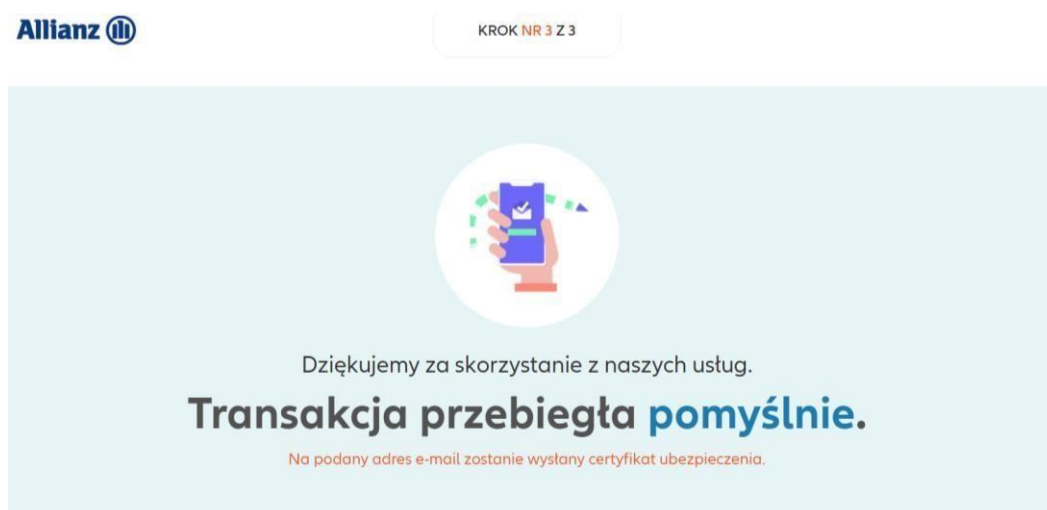 Allianz
KROK NR 3 Z 3
Dziękujemy za skorzystanie z naszych usług.
Transakcja przebiegła pomyślnie.
Na podany adres e-mail zostanie wysłany certyfikat ubezpieczenia.